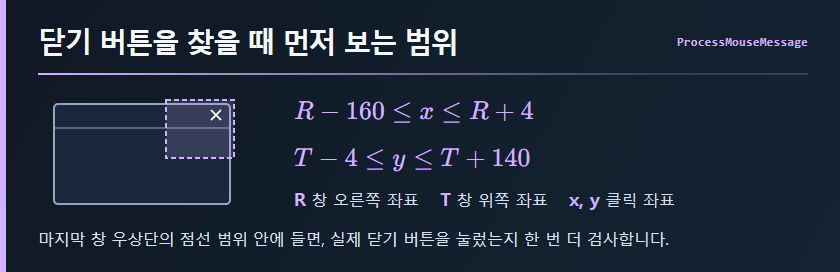 닫기 버튼을 찾을 때 먼저 보는 범위
ProcessMouseMessage
×
R − 160 ≤ x ≤ R + 4
T − 4 ≤ y ≤ T + 140
R 창 오른쪽 좌표 T 창 위쪽 좌표 x, y 클릭 좌표
마지막 창 우상단의 점선 범위 안에 들면, 실제 닫기 버튼을 눌렀는지 한 번 더 검사합니다.